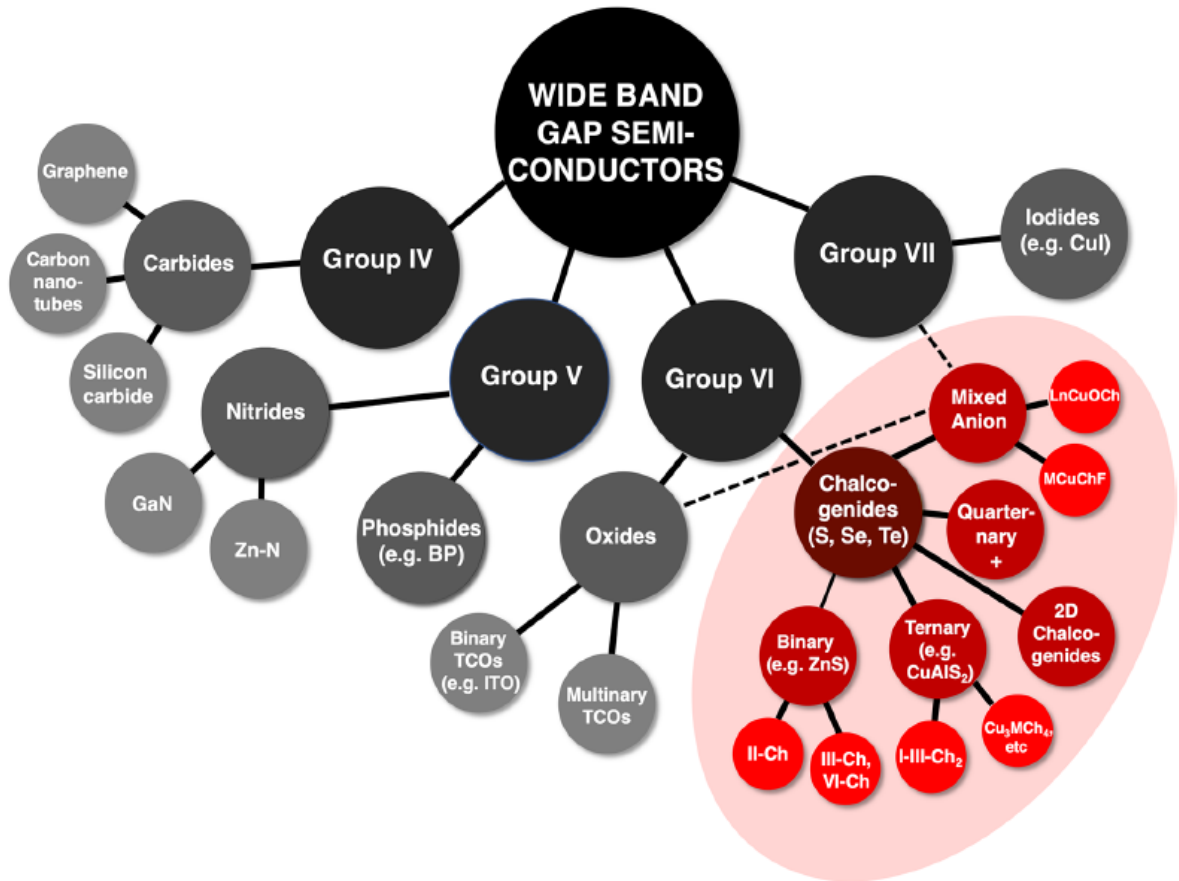 WIDE BAND
GAP SEMI-
CONDUCTORS
Graphene
Carbon
nano-
tubes
Silicon
carbide
Carbides
Group IV
Group VII
Iodides
(e.g. CuI)
Nitrides
GaN
Zn-N
Group V
Phosphides
(e.g. BP)
Group VI
Oxides
Binary
TCOs
(e.g. ITO)
Multinary
TCOs
Mixed
Anion
LnCuOCh
MCuChF
Chalco-
genides
(S, Se, Te)
Quarter-
nary
+
2D
Chalco-
genides
Binary
(e.g. ZnS)
Ternary
(e.g.
CuAlS₂)
II-Ch
III-Ch,
VI-Ch
I-III-Ch₂
Cu₃MCh₄,
etc